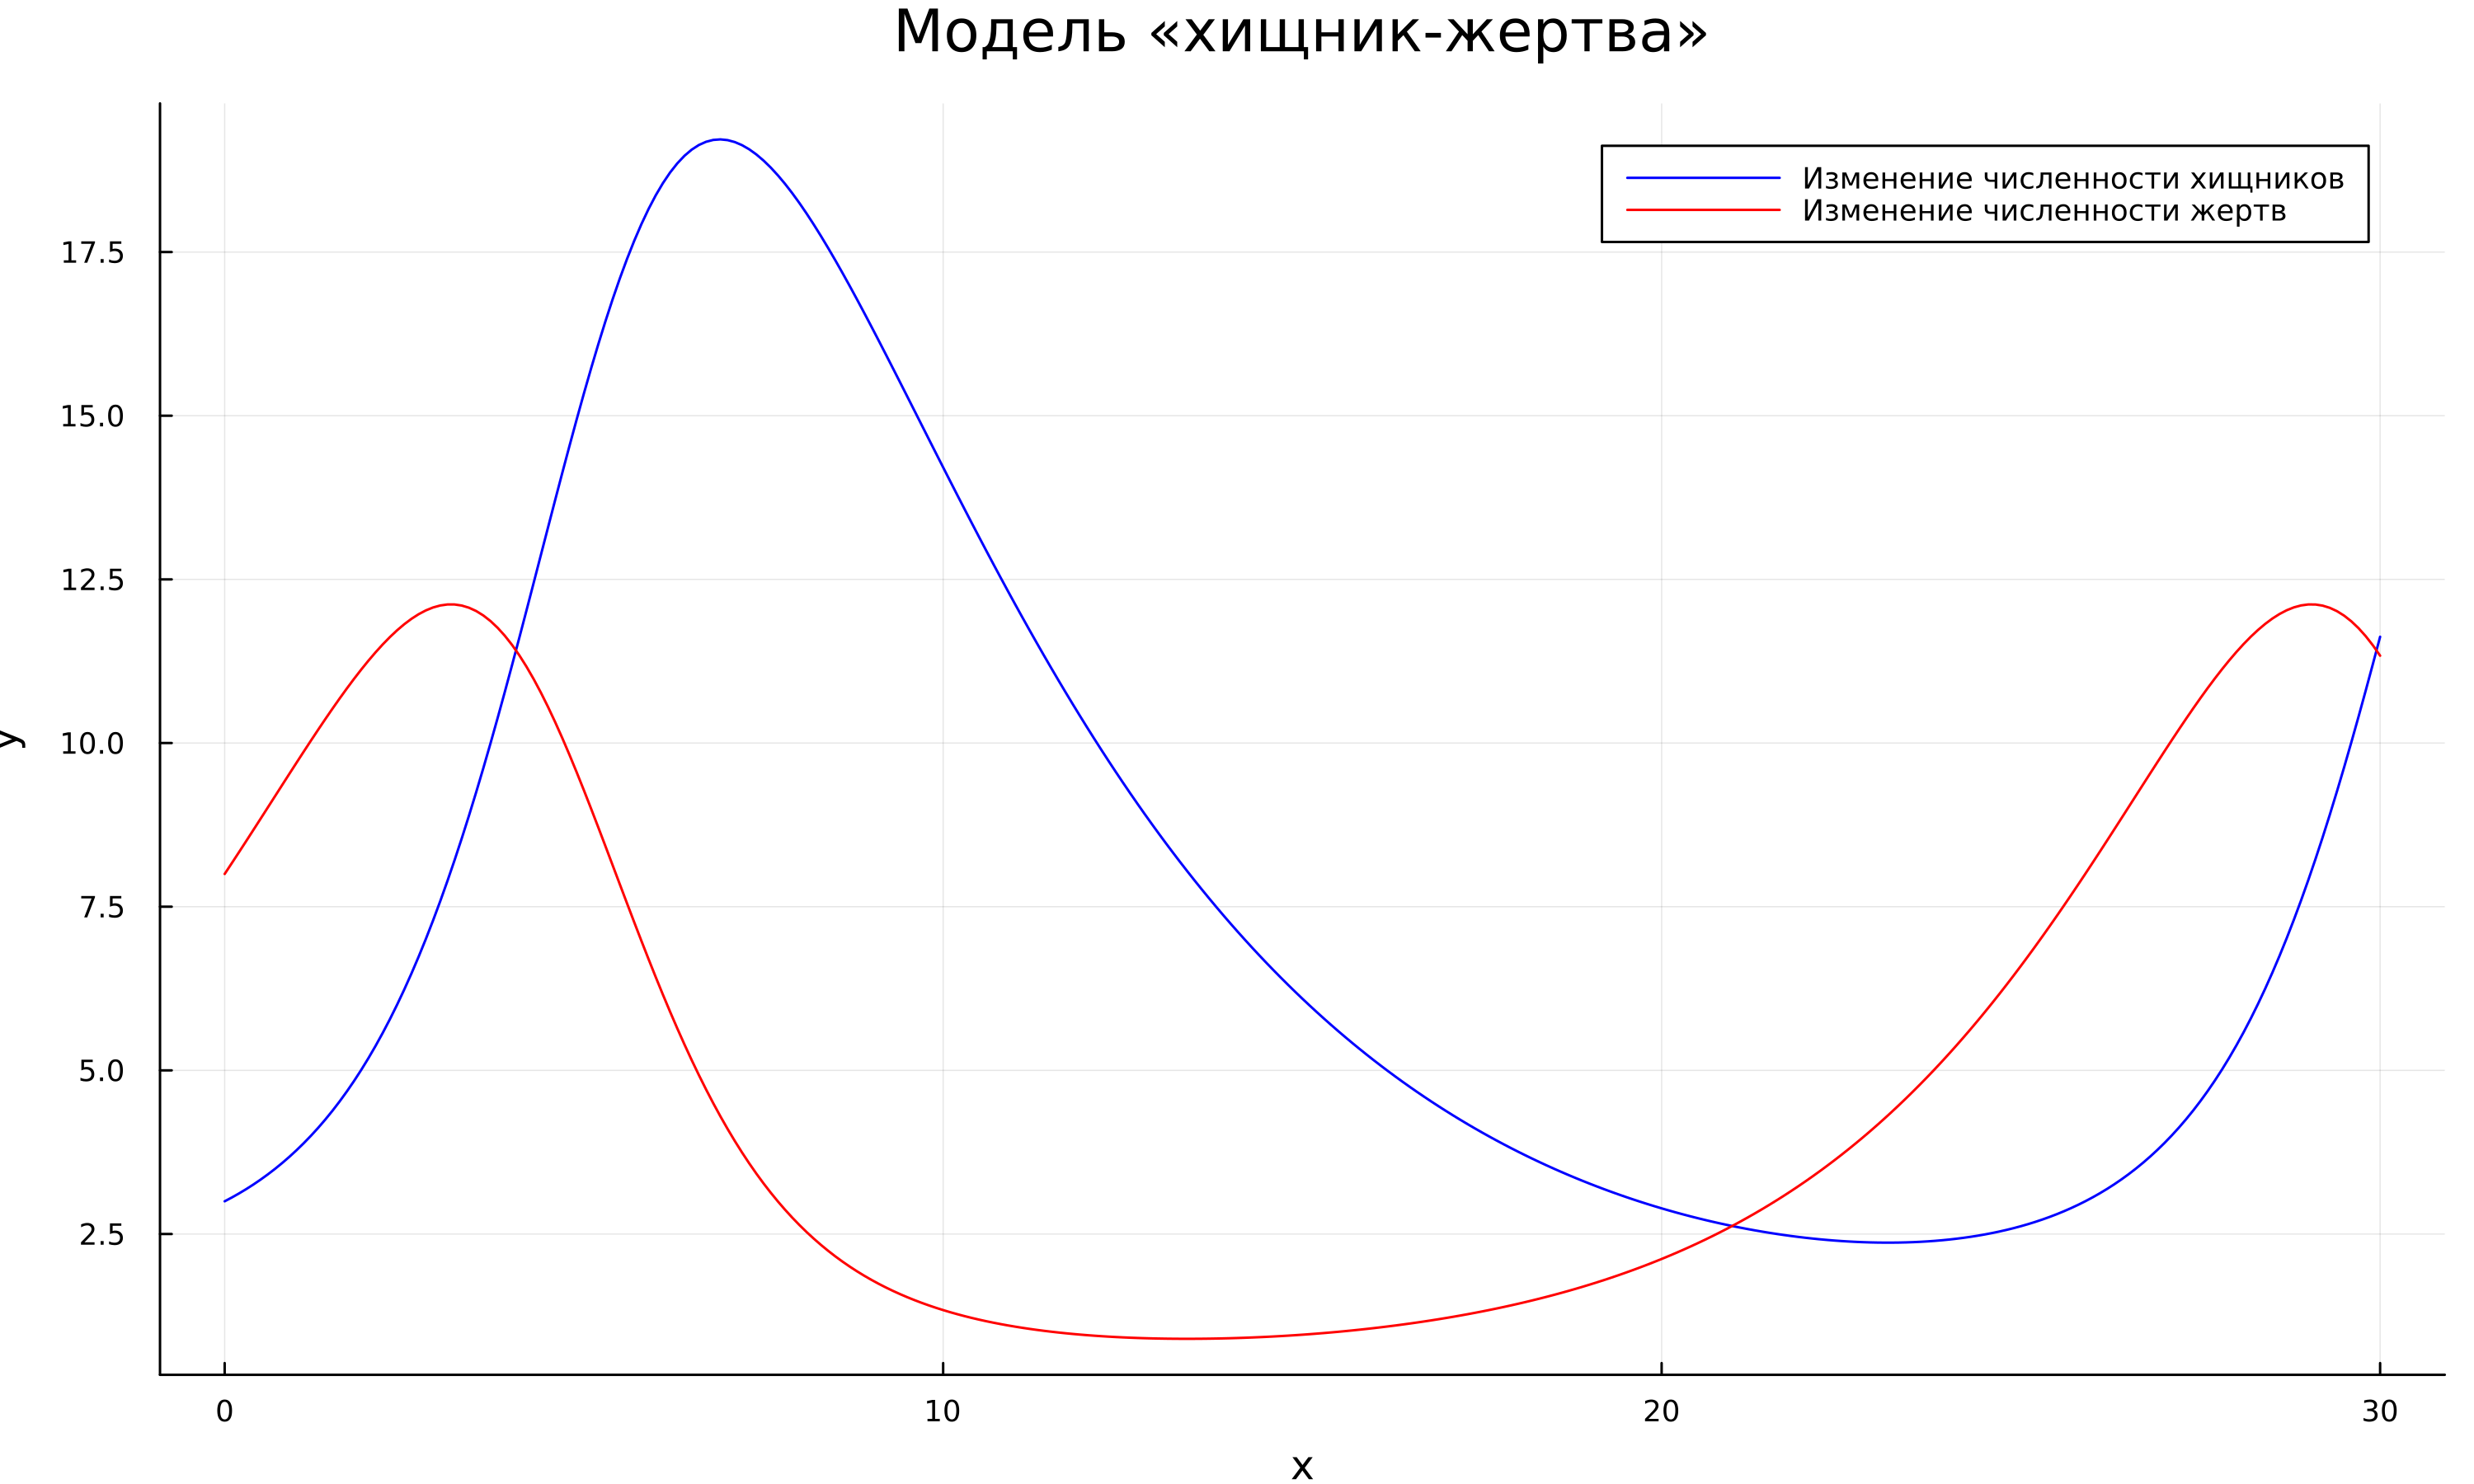 Модель «хищник-жертва»
Изменение численности хищников
Изменение численности жертв
17.5
15.0
12.5
10.0
7.5
5.0
2.5
y
0 10 20 30
x